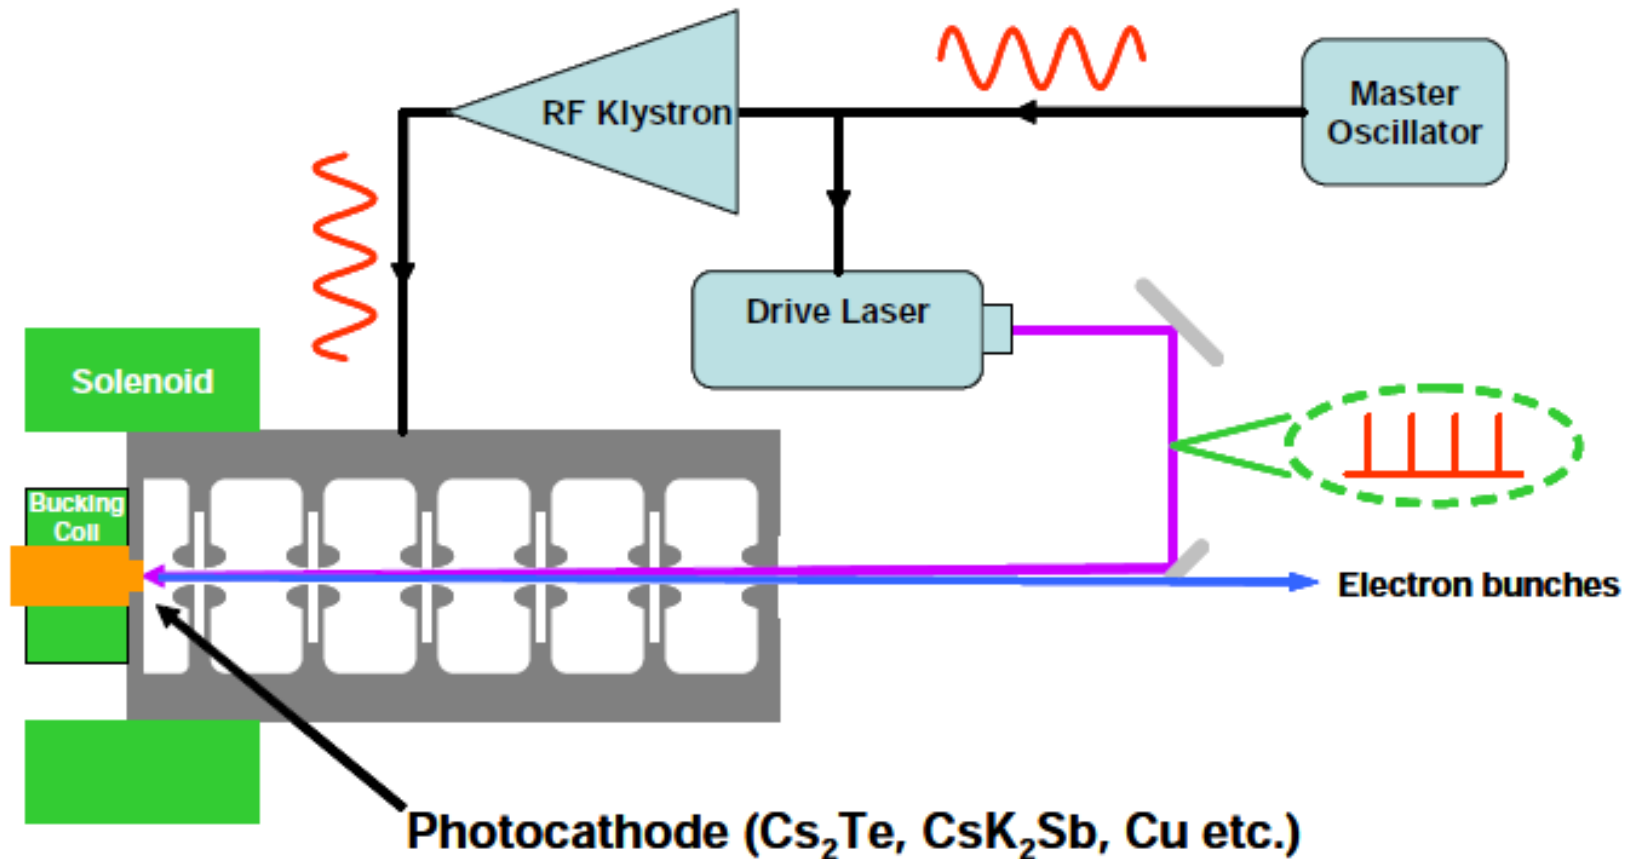 RF Klystron
Master
Oscillator
Drive Laser
Solenoid
Bucking
Coil
Electron bunches
Photocathode (Cs₂Te, CsK₂Sb, Cu etc.)